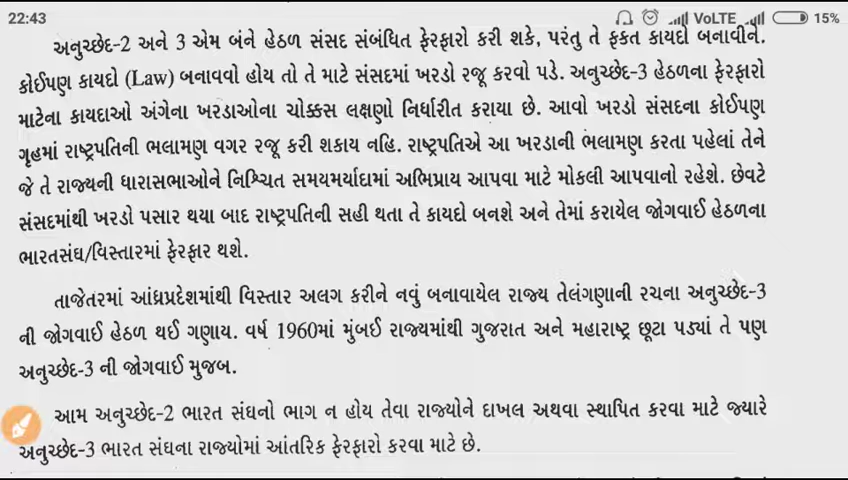 22:43 VoLTE 15%
અનુચ્છેદ-2 અને 3 એમ બંને હેઠળ સંસદ સંબંધિત ફેરફારો કરી શકે, પરંતુ તે ફકત કાયદો બનાવીને.
કોઈપણ કાયદો (Law) બનાવવો હોય તો તે માટે સંસદમાં ખરડો રજૂ કરવો પડે. અનુચ્છેદ-3 હેઠળના ફેરફારો
માટેના કાયદાઓ અંગેના ખરડાઓના ચોક્કસ લક્ષણો નિર્ધારીત કરાયા છે. આવો ખરડો સંસદના કોઈપણ
ગૃહમાં રાષ્ટ્રપતિની ભલામણ વગર રજૂ કરી શકાય નહિ. રાષ્ટ્રપતિએ આ ખરડાની ભલામણ કરતા પહેલાં તેને
જે તે રાજ્યની ધારાસભાઓને નિશ્ચિત સમયમર્યાદામાં અભિપ્રાય આપવા માટે મોકલી આપવાનો રહેશે. છેવટે
સંસદમાંથી ખરડો પસાર થયા બાદ રાષ્ટ્રપતિની સહી થતા તે કાયદો બનશે અને તેમાં કરાયેલ જોગવાઈ હેઠળના
ભારતસંઘ/વિસ્તારમાં ફેરફાર થશે.
તાજેતરમાં આંધ્રપ્રદેશમાંથી વિસ્તાર અલગ કરીને નવું બનાવાયેલ રાજ્ય તેલંગણાની રચના અનુચ્છેદ-3
ની જોગવાઈ હેઠળ થઈ ગણાય. વર્ષ 1960માં મુંબઈ રાજ્યમાંથી ગુજરાત અને મહારાષ્ટ્ર છૂટા પડ્યાં તે પણ
અનુચ્છેદ-3 ની જોગવાઈ મુજબ.
આમ અનુચ્છેદ-2 ભારત સંઘનો ભાગ ન હોય તેવા રાજ્યોને દાખલ અથવા સ્થાપિત કરવા માટે જ્યારે
અનુચ્છેદ-3 ભારત સંઘના રાજ્યોમાં આંતરિક ફેરફારો કરવા માટે છે.